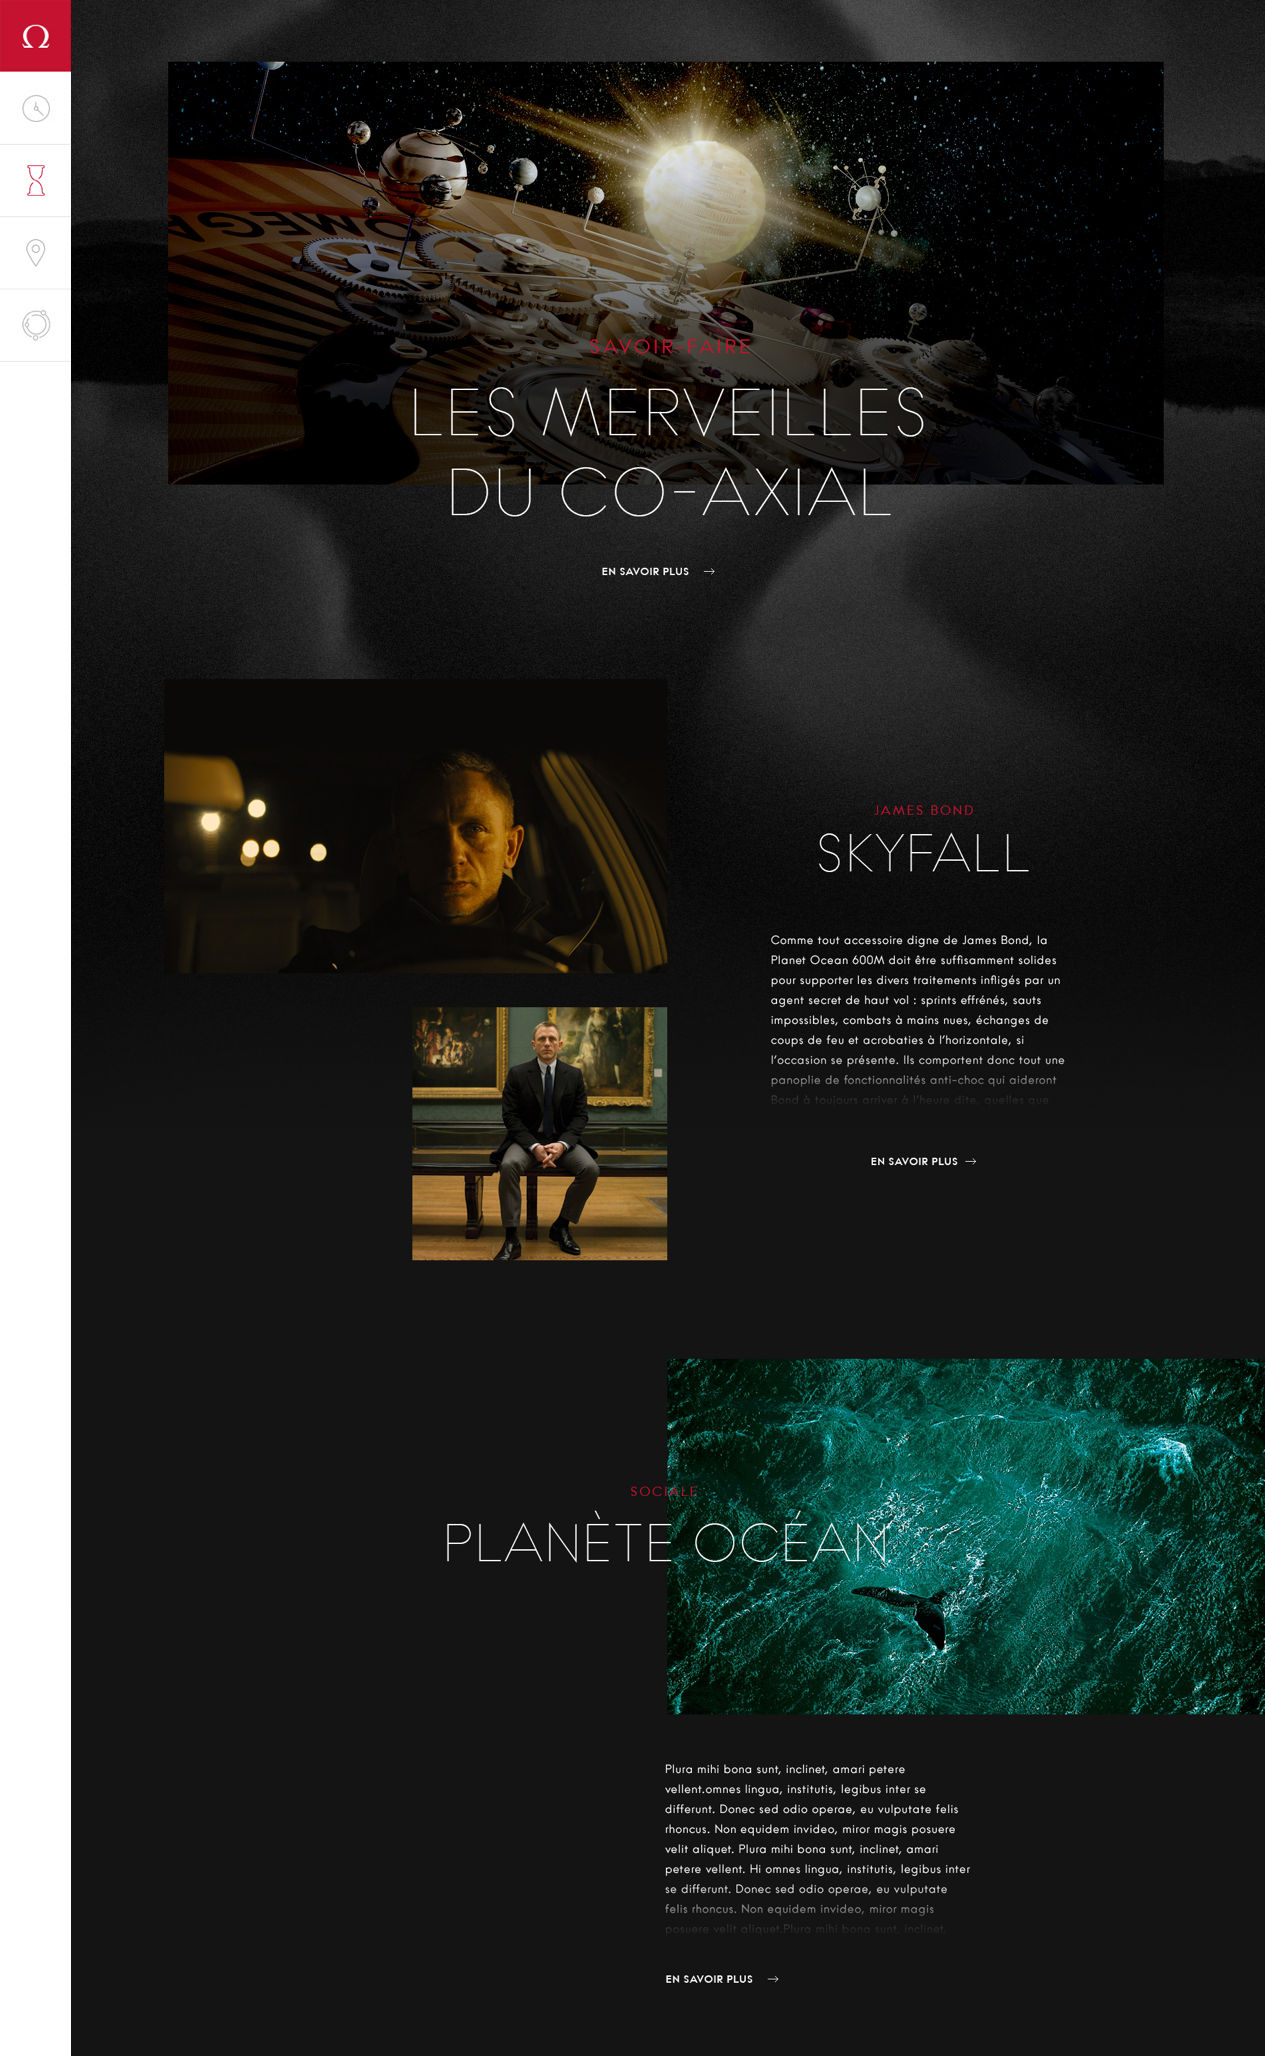 Ω
OMEGA
SAVOIR-FAIRE
LES MERVEILLES
DU CO-AXIAL
EN SAVOIR PLUS
JAMES BOND
SKYFALL
Comme tout accessoire digne de James Bond, la
Planet Ocean 600M doit être suffisamment solides
pour supporter les divers traitements infligés par un
agent secret de haut vol : sprints effrénés, sauts
impossibles, combats à mains nues, échanges de
coups de feu et acrobaties à l'horizontale, si
l'occasion se présente. Ils comportent donc tout une
panoplie de fonctionnalités anti-choc qui aideront
Bond à toujours arriver à l'heure dite, quelles que
EN SAVOIR PLUS
SOCIALE
PLANÈTE OCÉAN
Plura mihi bona sunt, inclinet, amari petere
vellent.omnes lingua, institutis, legibus inter se
differunt. Donec sed odio operae, eu vulputate felis
rhoncus. Non equidem invideo, miror magis posuere
velit aliquet. Plura mihi bona sunt, inclinet, amari
petere vellent. Hi omnes lingua, institutis, legibus inter
se differunt. Donec sed odio operae, eu vulputate
felis rhoncus. Non equidem invideo, miror magis
posuere velit aliquet.Plura mihi bona sunt, inclinet,
EN SAVOIR PLUS